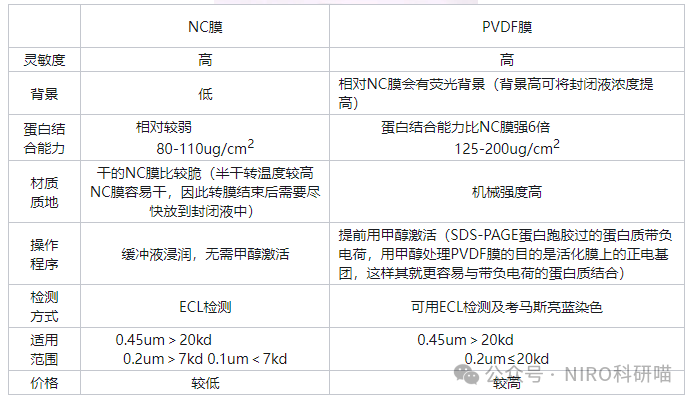 NC膜 PVDF膜
灵敏度 高 高
背景 低 相对NC膜会有荧光背景（背景高可将封闭液浓度提
高）
蛋白结
合能力
相对较弱
80-110ug/cm2
蛋白结合能力比NC膜强6倍
125-200ug/cm2
材质
质地
干的NC膜比较脆（半干转温度较高
NC膜容易干，因此转膜结束后需要尽
快放到封闭液中）
机械强度高
操作
程序
缓冲液浸润，无需甲醇激活
提前用甲醇激活（SDS-PAGE蛋白跑胶过的蛋白质带负
电荷，用甲醇处理PVDF膜的目的是活化膜上的正电基
团，这样其就更容易与带负电荷的蛋白质结合）
检测
方式
ECL检测
可用ECL检测及考马斯亮蓝染色
适用
范围
0.45um＞20kd
0.2um＞7kd 0.1um＜7kd
0.45um＞20kd
0.2um≤20kd
价格 较低 较高
公众号 · NIRO科研喵